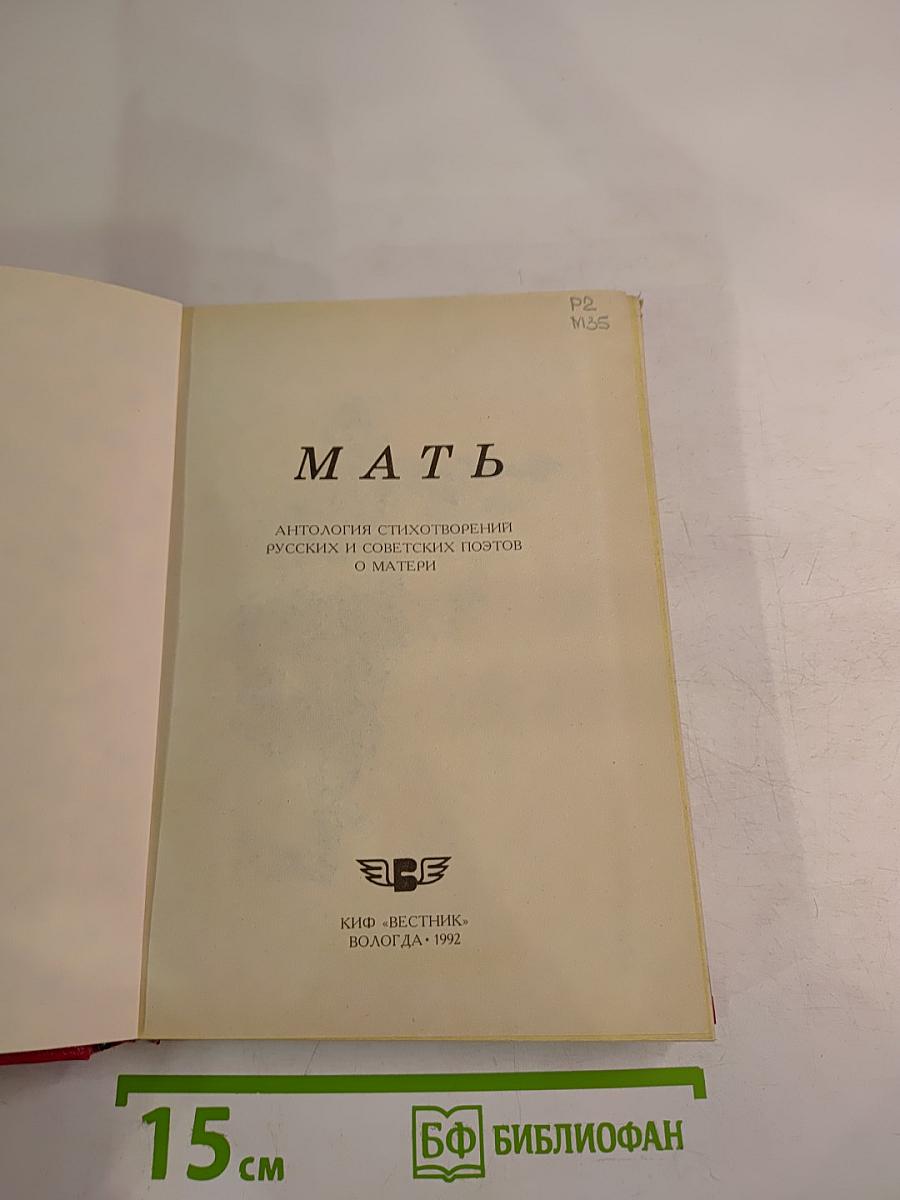 Р2
М35
МАТЬ
АНТОЛОГИЯ СТИХОТВОРЕНИЙ
РУССКИХ И СОВЕТСКИХ ПОЭТОВ
О МАТЕРИ
В
КИФ «ВЕСТНИК»
ВОЛОГДА • 1992
15 см
БФ БИБЛИОФАН